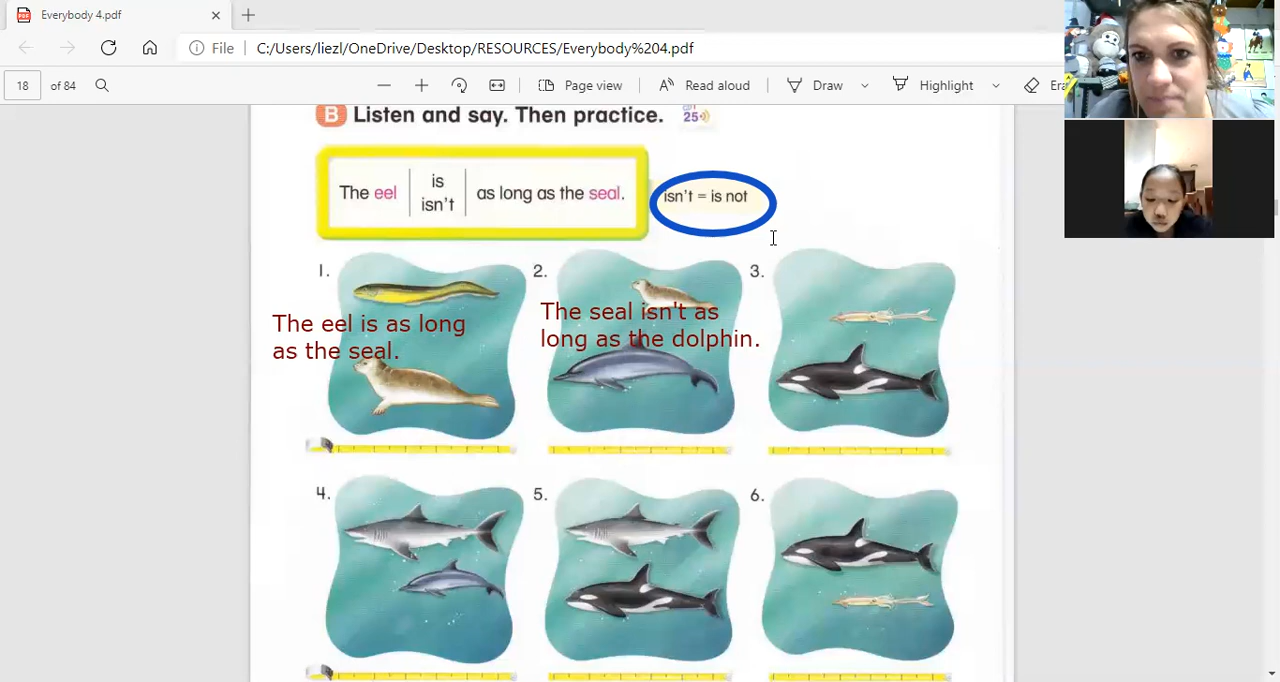 Everybody 4.pdf
File C:/Users/liezl/OneDrive/Desktop/RESOURCES/Everybody%204.pdf
18 of 84 Page view Read aloud Draw Highlight
B Listen and say. Then practice. 25
The eel is isn't as long as the seal. isn't = is not
1. 2. 3.
The eel is as long
as the seal.
The seal isn't as
long as the dolphin.
4. 5. 6.